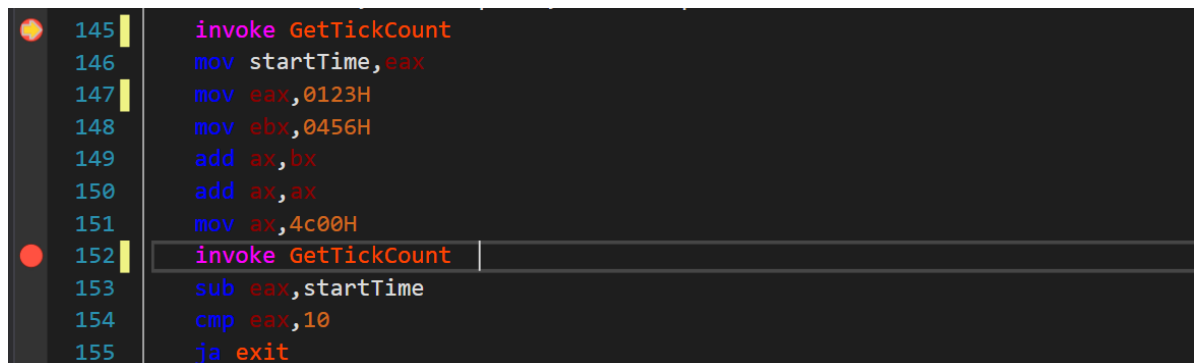 145 invoke GetTickCount
146 mov startTime,eax
147 mov eax,0123H
148 mov ebx,0456H
149 add ax,bx
150 add ax,ax
151 mov ax,4c00H
152 invoke GetTickCount
153 sub eax,startTime
154 cmp eax,10
155 ja exit